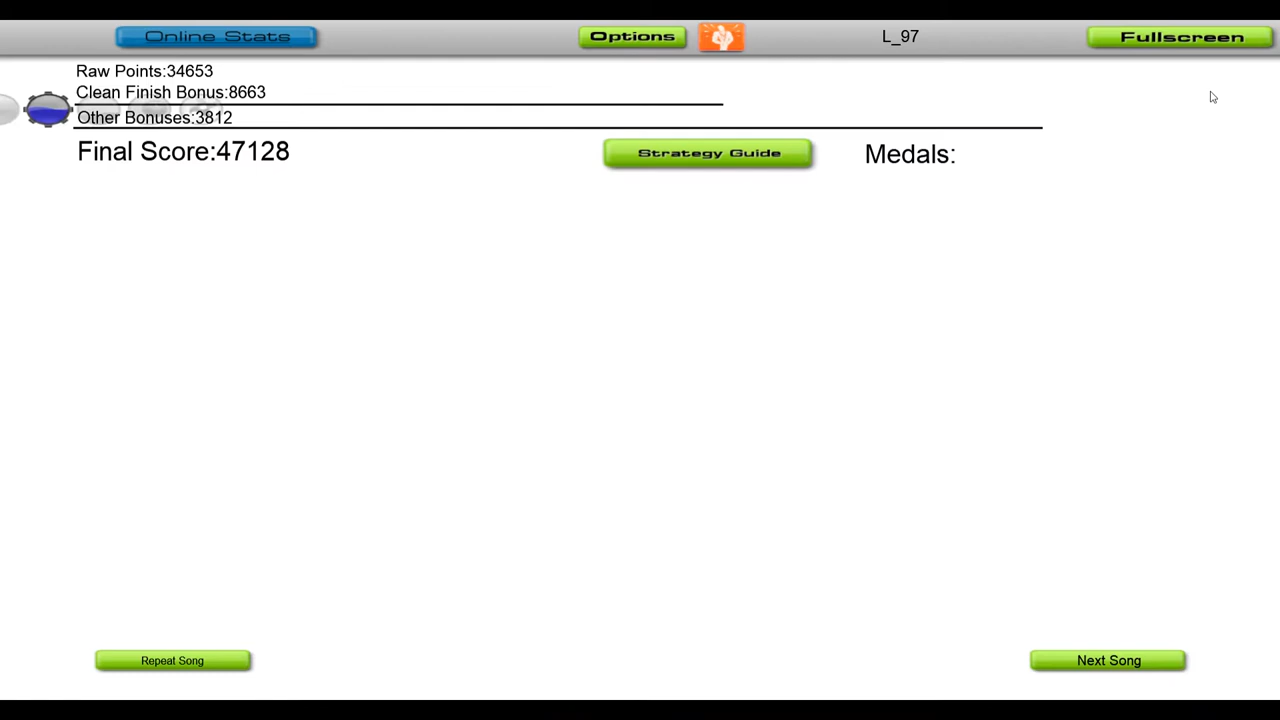 Online Stats
Options
L_97
Fullscreen
Raw Points:34653
Clean Finish Bonus:8663
Other Bonuses:3812
Final Score:47128
Strategy Guide
Medals:
Repeat Song
Next Song